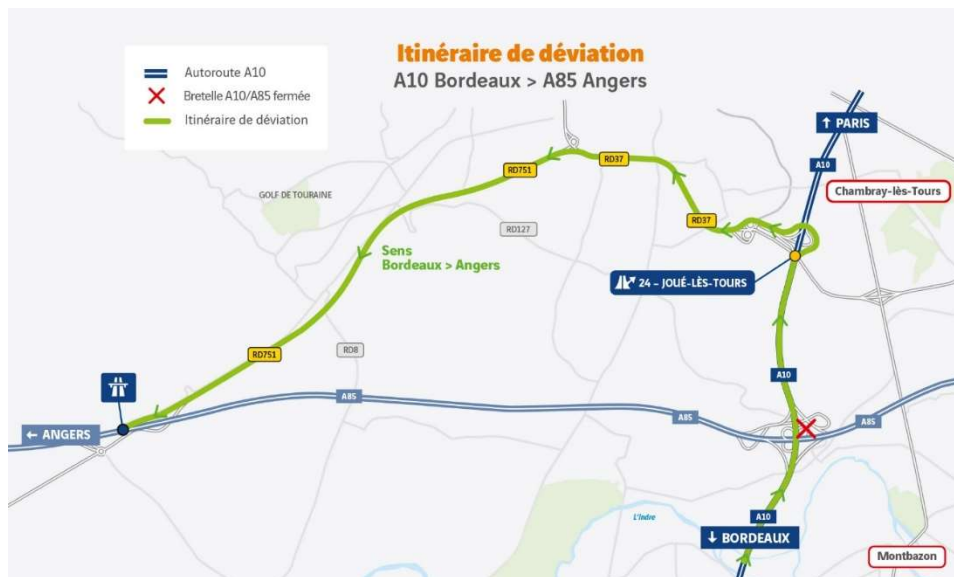 Itinéraire de déviation
A10 Bordeaux > A85 Angers
Autoroute A10
Bretelle A10/A85 fermée
Itinéraire de déviation
↑ PARIS
A10
Chambray-lès-Tours
RD37
RD751
GOLF DE TOURAINE
RD37
RD127
Sens
Bordeaux > Angers
24 - JOUÉ-LÈS-TOURS
RD8
RD751
A10
A85
A85
A85
← ANGERS
A10
L'Indre
↓ BORDEAUX
Montbazon